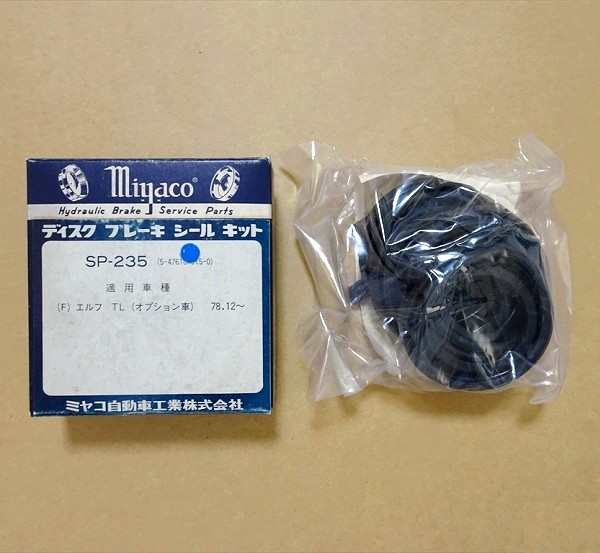 Miyaco®
Hydraulic Brake Service Parts
ディスク ブレーキ シール キット
SP-235
適用車種
(F) エルフ TL (オプション車) 78.12〜
ミヤコ自動車工業株式会社